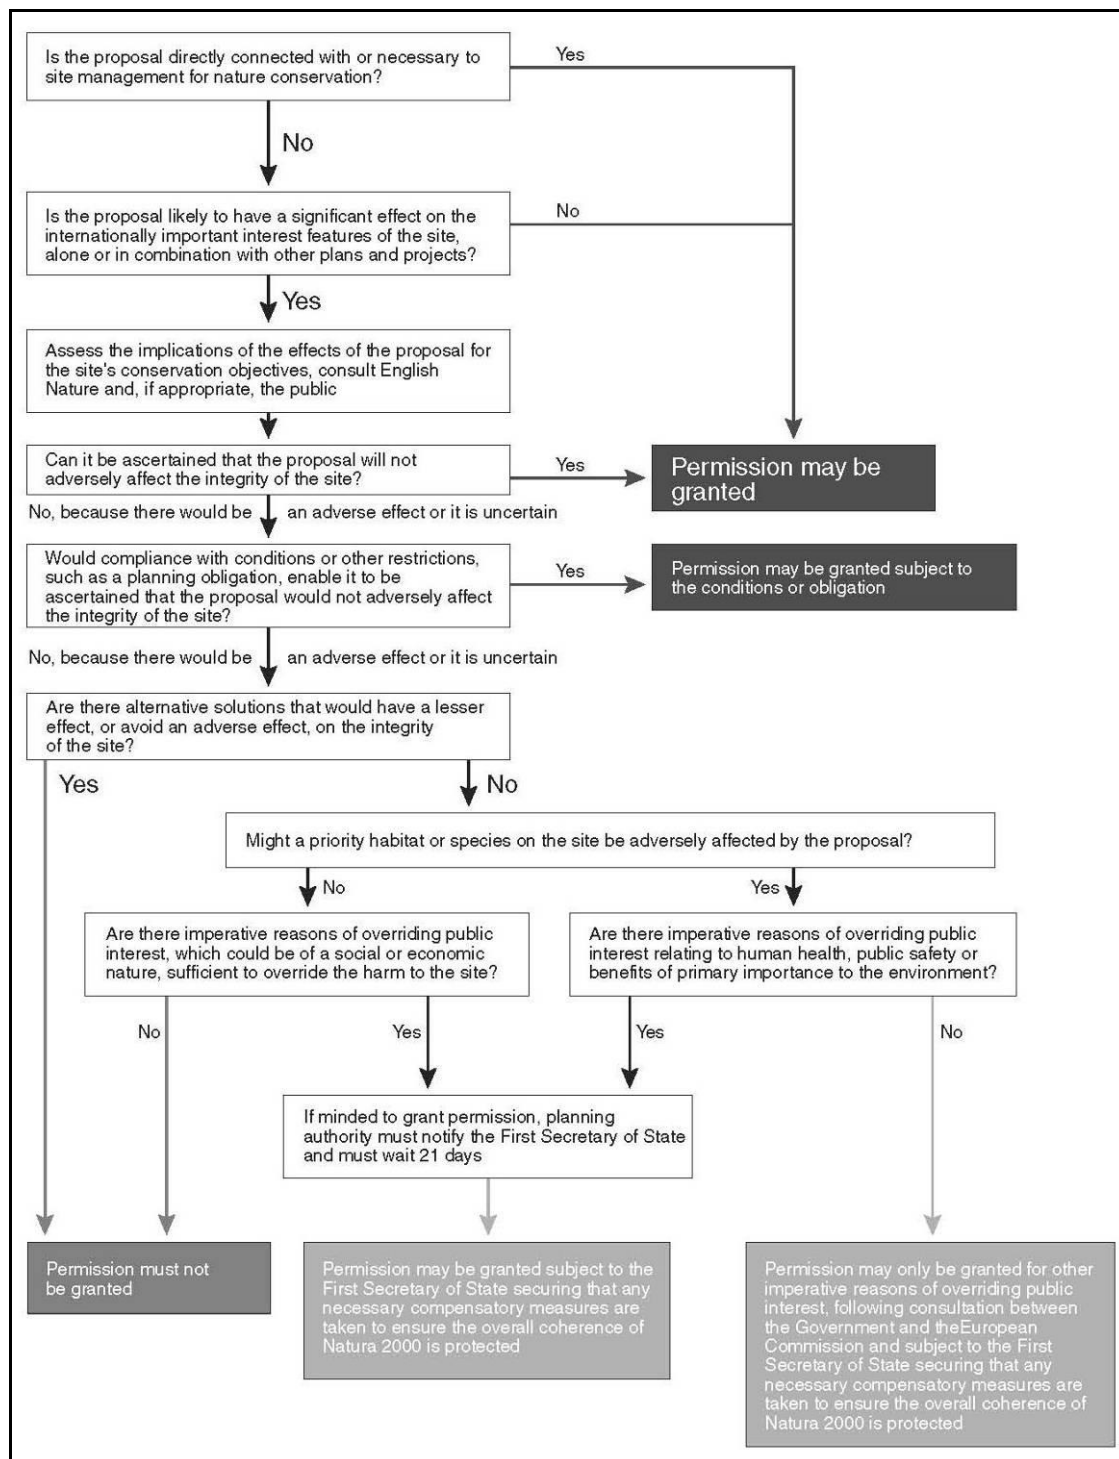 Is the proposal directly connected with or necessary to
site management for nature conservation?
Yes
No
Is the proposal likely to have a significant effect on the
internationally important interest features of the site,
alone or in combination with other plans and projects?
No
Yes
Assess the implications of the effects of the proposal for
the site's conservation objectives, consult English
Nature and, if appropriate, the public
Can it be ascertained that the proposal will not
adversely affect the integrity of the site?
Yes
Permission may be
granted
No, because there would be an adverse effect or it is uncertain
Would compliance with conditions or other restrictions,
such as a planning obligation, enable it to be
ascertained that the proposal would not adversely affect
the integrity of the site?
Yes
Permission may be granted subject to
the conditions or obligation
No, because there would be an adverse effect or it is uncertain
Are there alternative solutions that would have a lesser
effect, or avoid an adverse effect, on the integrity
of the site?
Yes
No
Might a priority habitat or species on the site be adversely affected by the proposal?
No
Yes
Are there imperative reasons of overriding public
interest, which could be of a social or economic
nature, sufficient to override the harm to the site?
Are there imperative reasons of overriding public
interest relating to human health, public safety or
benefits of primary importance to the environment?
No
Yes
Yes
No
If minded to grant permission, planning
authority must notify the First Secretary of State
and must wait 21 days
Permission must not
be granted
Permission may be granted subject to the
First Secretary of State securing that any
necessary compensatory measures are
taken to ensure the overall coherence of
Natura 2000 is protected
Permission may only be granted for other
imperative reasons of overriding public
interest, following consultation between
the Government and theEuropean
Commission and subject to the First
Secretary of State securing that any
necessary compensatory measures are
taken to ensure the overall coherence of
Natura 2000 is protected